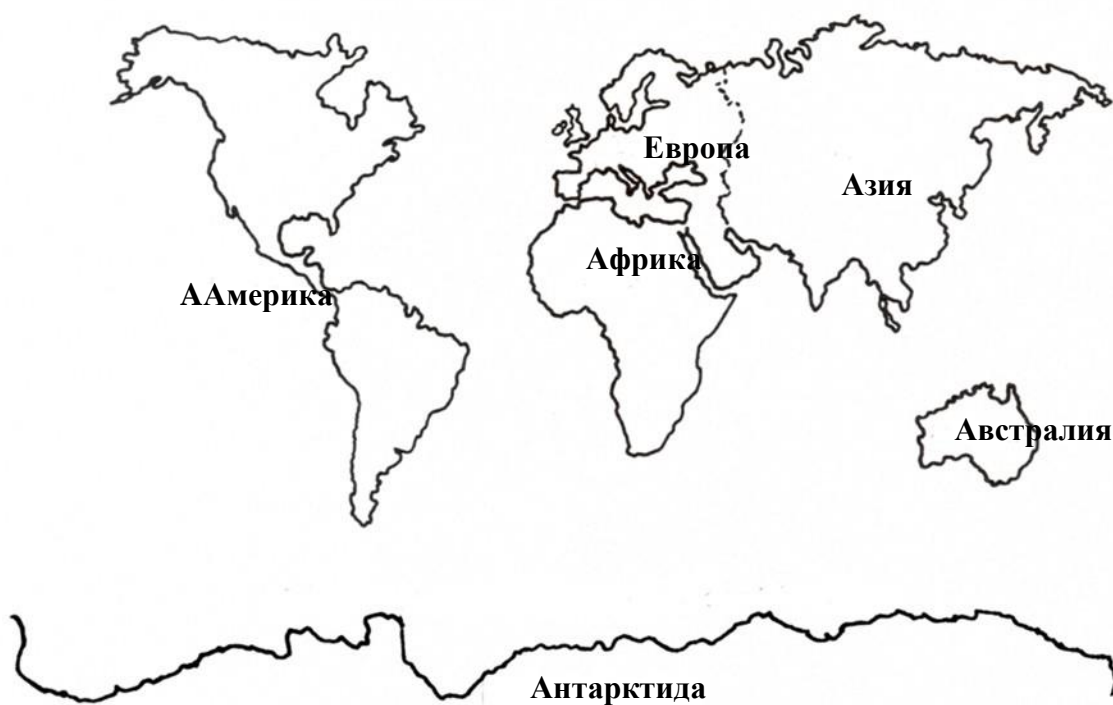 Европа
Азия
Африка
ААмерика
Австралия
Антарктида